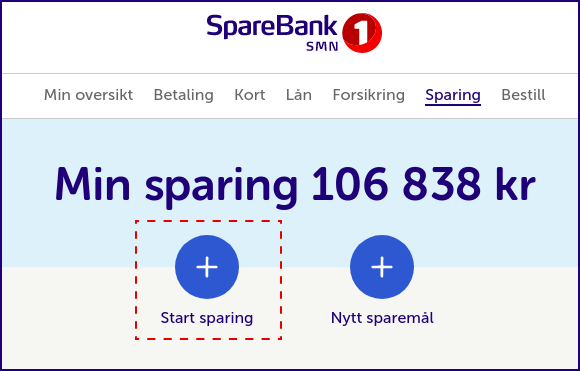 SpareBank 1
SMN
Min oversikt Betaling Kort Lån Forsikring Sparing Bestill
Min sparing 106 838 kr
Start sparing Nytt sparemål